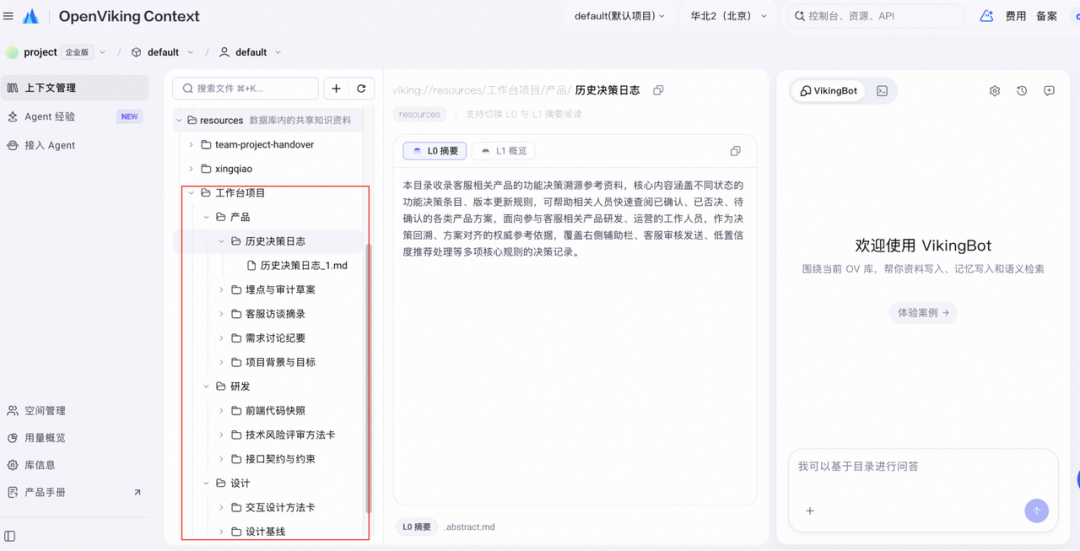 OpenViking Context
default(默认项目)
华北2（北京）
控制台、资源、API
费用
备案
project 企业版 / default / default
上下文管理
Agent 经验 NEW
接入 Agent
空间管理
用量概览
库信息
产品手册
搜索文件 ⌘+K...
resources 数据库内的共享知识资料
team-project-handover
xingqiao
工作台项目
产品
历史决策日志
历史决策日志_1.md
埋点与审计草案
客服访谈摘录
需求讨论纪要
项目背景与目标
研发
前端代码快照
技术风险评审方法卡
接口契约与约束
设计
交互设计方法卡
设计基线
viking://resources/工作台项目/产品/ 历史决策日志
resources 支持切换 L0 与 L1 摘要阅读
L0 摘要
L1 概览
本目录收录客服相关产品的功能决策溯源参考资料，核心内容涵盖不同状态的
功能决策条目、版本更新规则，可帮助相关人员快速查阅已确认、已否决、待
确认的各类产品方案，面向参与客服相关产品研发、运营的工作人员，作为
决策回溯、方案对齐的权威参考依据，覆盖右侧辅助栏、客服审核发送、低置信
度推荐处理等多项核心规则的决策记录。
L0 摘要 .abstract.md
VikingBot
欢迎使用 VikingBot
围绕当前 OV 库，帮你资料写入、记忆写入和语义检索
体验案例 →
我可以基于目录进行问答